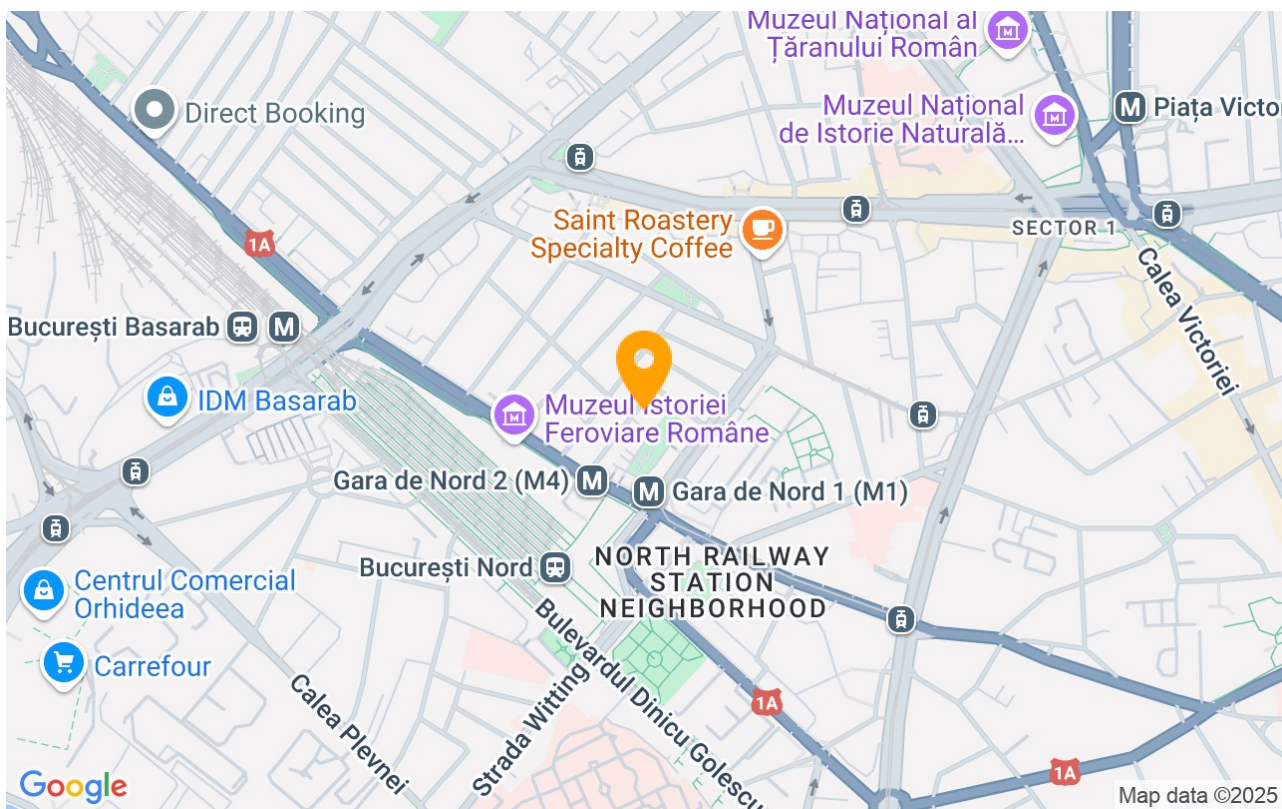 Muzeul Național al
Țăranului Român
Direct Booking
Muzeul Național
de Istorie Naturală...
M
Piața Victor
Saint Roastery
Specialty Coffee
SECTOR 1
1A
Calea Victoriei
București Basarab
M
IDM Basarab
Muzeul Istoriei
Feroviare Române
Gara de Nord 2 (M4)
M
M
Gara de Nord 1 (M1)
București Nord
NORTH RAILWAY
STATION
NEIGHBORHOOD
Centrul Comercial
Orhideea
Carrefour
Calea Plevnei
Strada Witting
Bulevardul Dinicu Golescu
1A
1A
Google
Map data ©2025